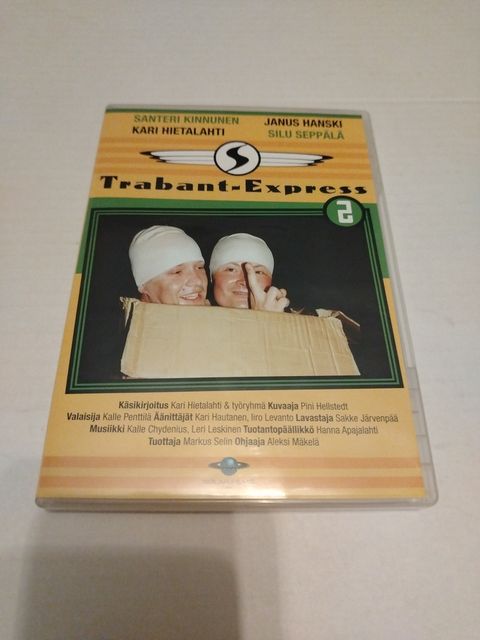 SANTERI KINNUNEN JANUS HANSKI
KARI HIETALAHTI SILU SEPPÄLÄ
S
Trabant-Express
2
Käsikirjoitus Kari Hietalahti & työryhmä Kuvaaja Pini Hellstedt
Valaisija Kalle Penttilä Äänittäjät Kari Hautanen, Iiro Levanto Lavastaja Sakke Järvenpää
Musiikki Kalle Chydenius, Leri Leskinen Tuotantopäällikkö Hanna Apajalahti
Tuottaja Markus Selin Ohjaaja Aleksi Mäkelä
SOLAR FILMS